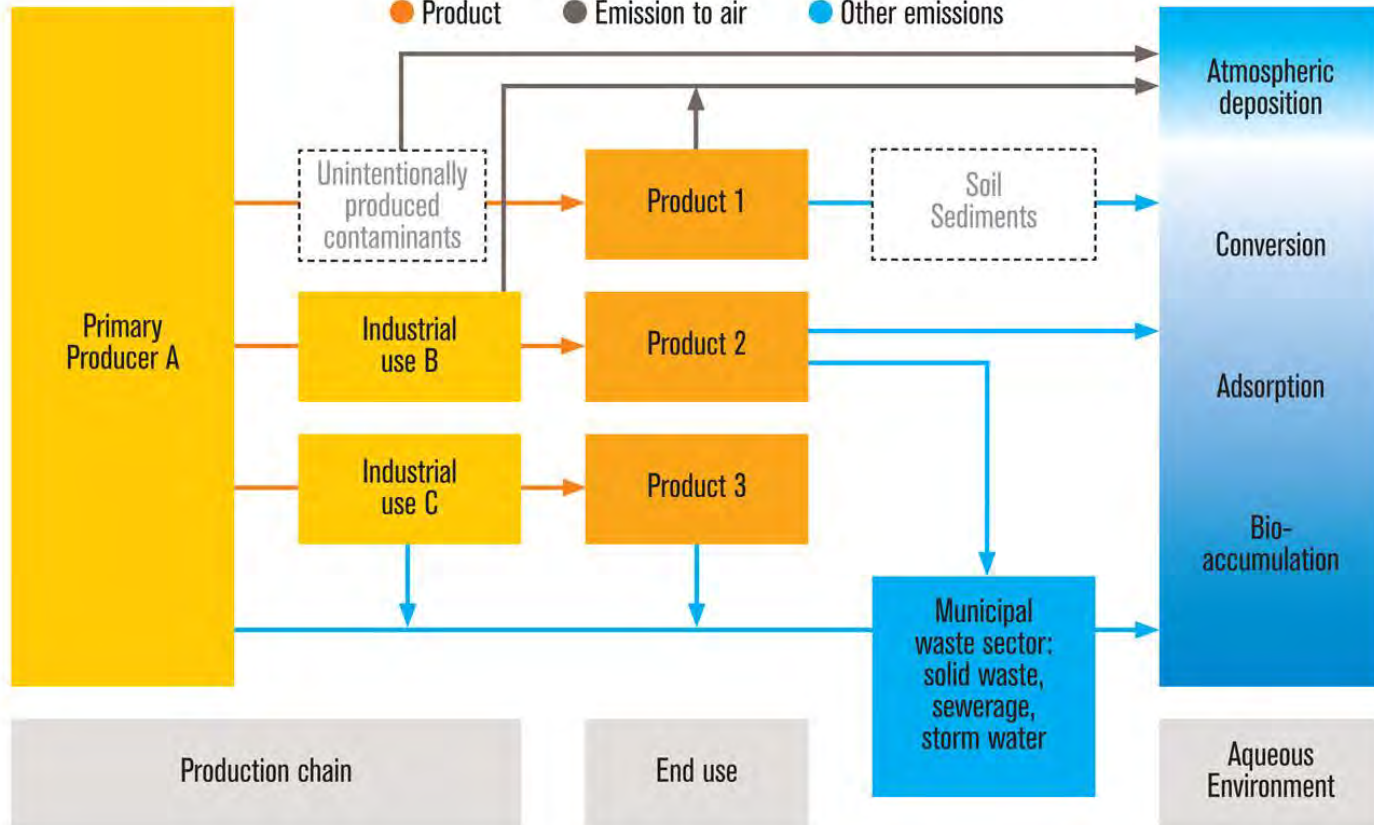 Product
Emission to air
Other emissions
Atmospheric
deposition
Unintentionally
produced
contaminants
Product 1
Soil
Sediments
Conversion
Primary
Producer A
Industrial
use B
Product 2
Adsorption
Industrial
use C
Product 3
Bio-
accumulation
Municipal
waste sector:
solid waste,
sewerage,
storm water
Production chain
End use
Aqueous
Environment